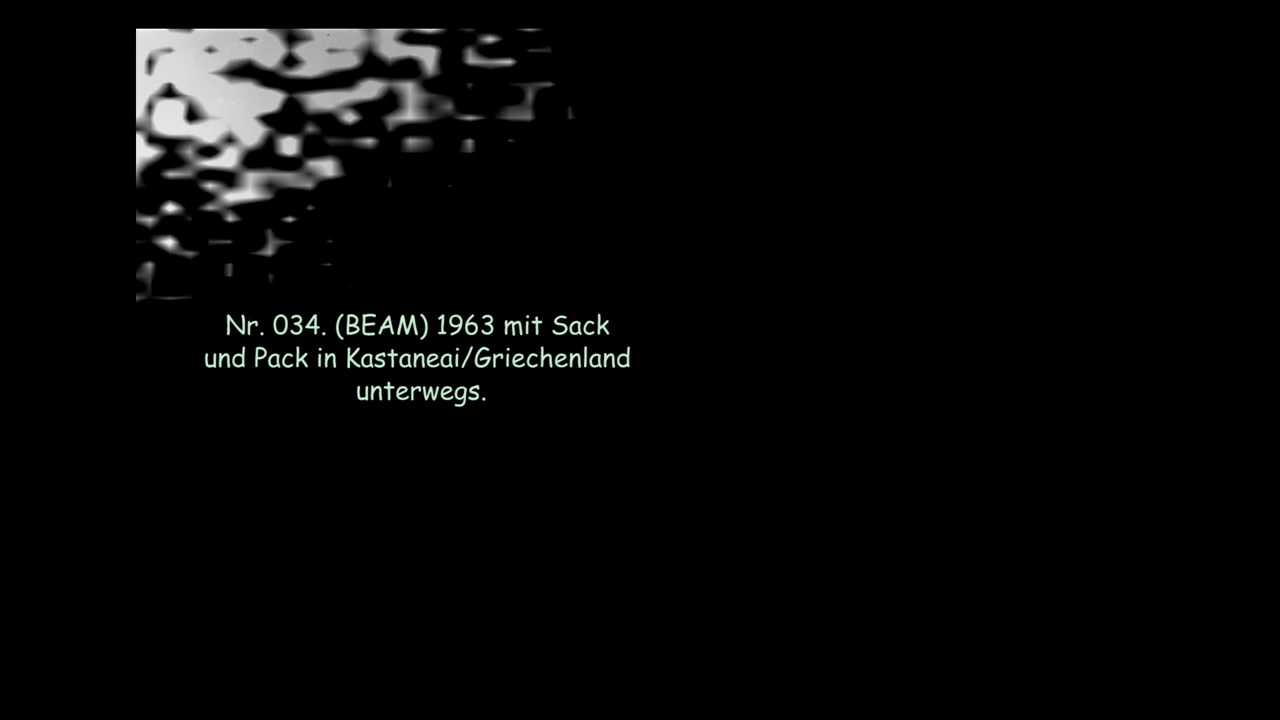 Nr. 034. (BEAM) 1963 mit Sack
und Pack in Kastaneai/Griechenland
unterwegs.